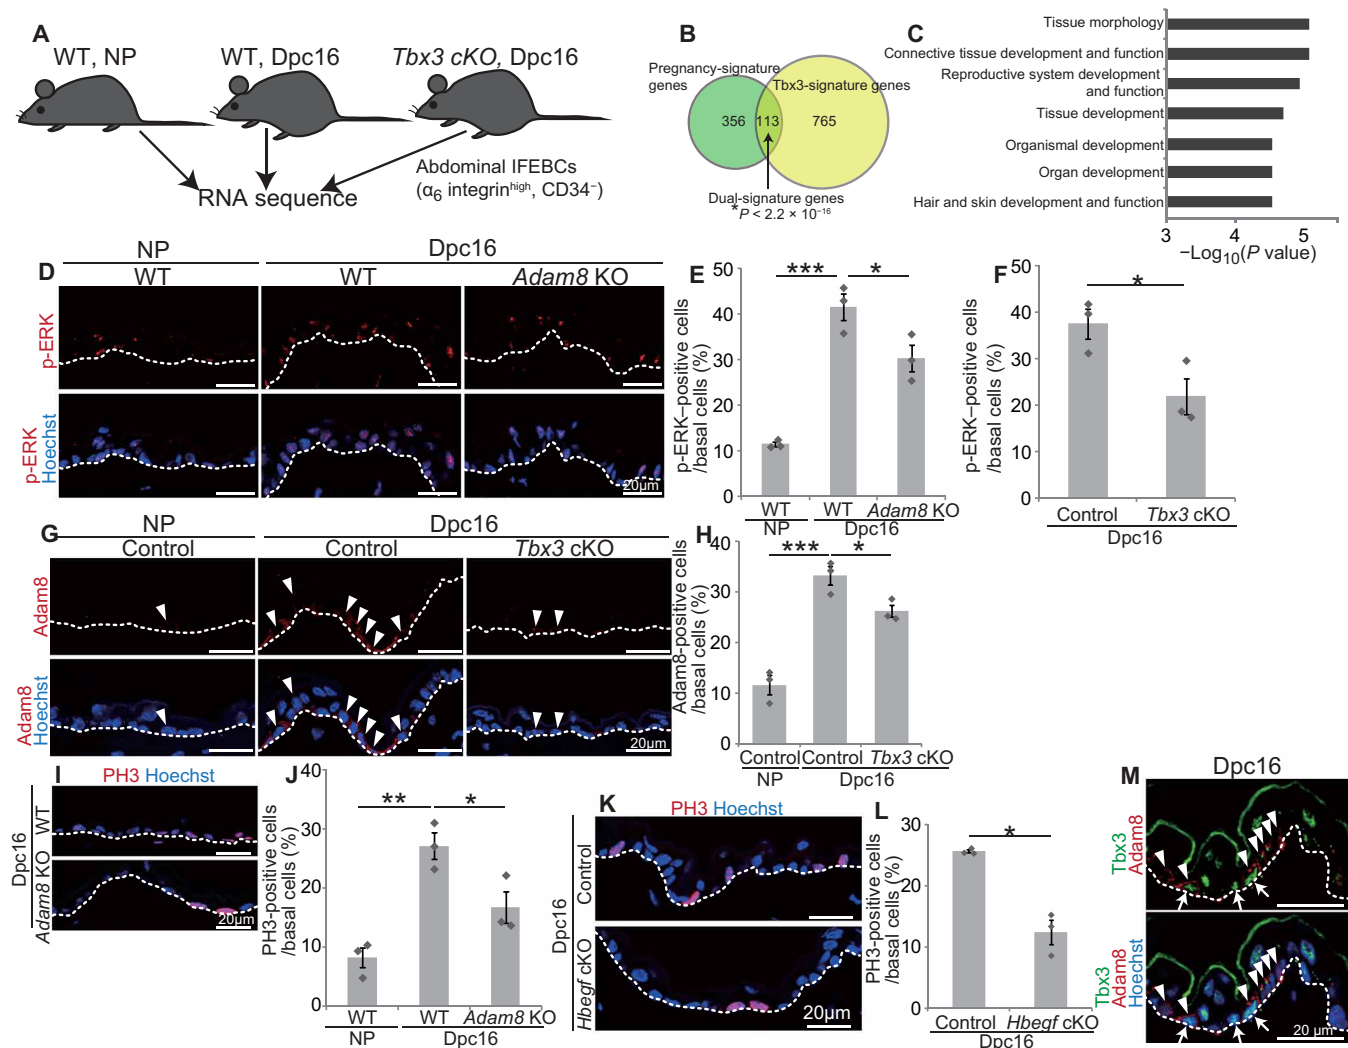 A
WT, NP
WT, Dpc16
Tbx3 cKO, Dpc16
Abdominal IFEBCs
(α6 integrinhigh, CD34−)
RNA sequence
B
Pregnancy-signature
genes
Tbx3-signature genes
356
113
765
Dual-signature genes
*P < 2.2 × 10−16
C
Tissue morphology
Connective tissue development and function
Reproductive system development
and function
Tissue development
Organismal development
Organ development
Hair and skin development and function
3
4
5
−Log10(P value)
D
NP
Dpc16
WT
WT
Adam8 KO
p-ERK
p-ERK
Hoechst
20μm
E
p-ERK–positive cells
/basal cells (%)
50
40
30
20
10
0
***
*
WT
WT
Adam8 KO
NP
Dpc16
F
p-ERK–positive cells
/basal cells (%)
50
40
30
20
10
0
*
Control
Tbx3 cKO
Dpc16
G
NP
Dpc16
Control
Control
Tbx3 cKO
Adam8
Adam8
Hoechst
20μm
H
Adam8-positive cells
/basal cells (%)
40
30
20
10
0
***
*
Control
Control
Tbx3 cKO
NP
Dpc16
I
PH3 Hoechst
Dpc16
WT
Adam8 KO
20μm
J
PH3-positive cells
/basal cells (%)
40
30
20
10
0
**
*
WT
WT
Adam8 KO
NP
Dpc16
K
PH3 Hoechst
Dpc16
Control
Hbegf cKO
20μm
L
PH3-positive cells
/basal cells (%)
30
20
10
0
*
Control
Hbegf cKO
Dpc16
M
Dpc16
Tbx3
Adam8
Tbx3
Adam8
Hoechst
20 μm